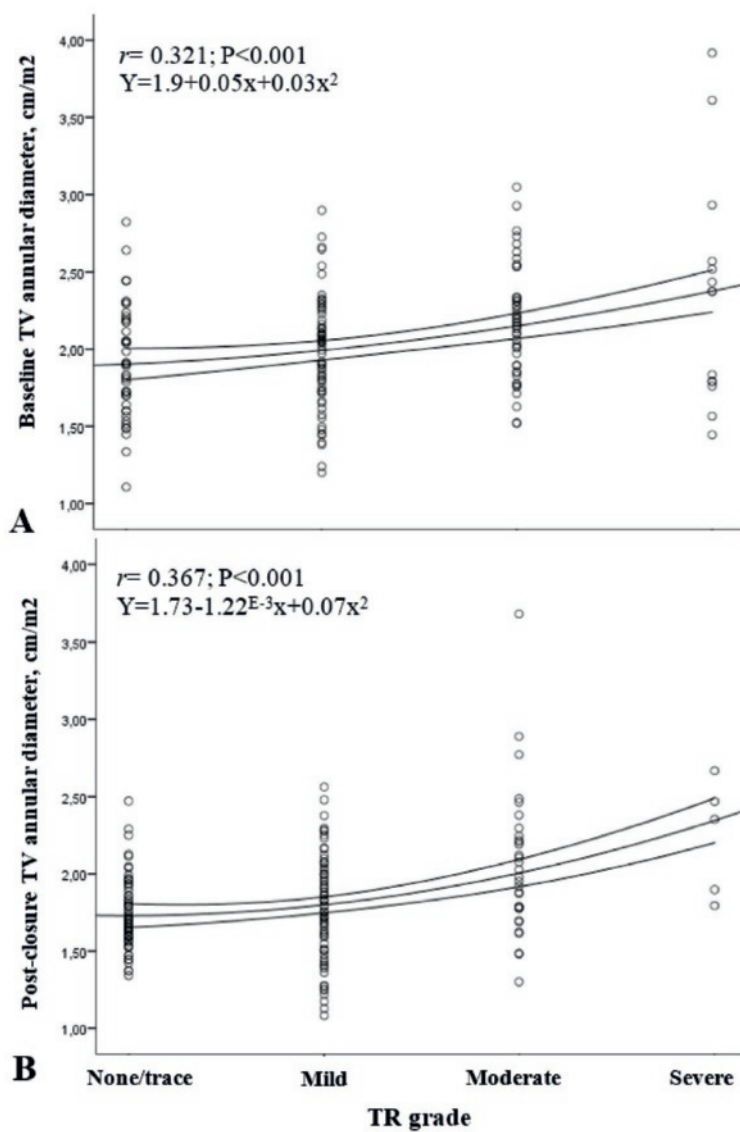 r= 0.321; P<0.001
Y=1.9+0.05x+0.03x²
Baseline TV annular diameter, cm/m2
4,00
3,50
3,00
2,50
2,00
1,50
1,00
A
r= 0.367; P<0.001
Y=1.73-1.22ᴱ⁻³x+0.07x²
Post-closure TV annular diameter, cm/m2
4,00
3,50
3,00
2,50
2,00
1,50
1,00
B
None/trace Mild Moderate Severe
TR grade